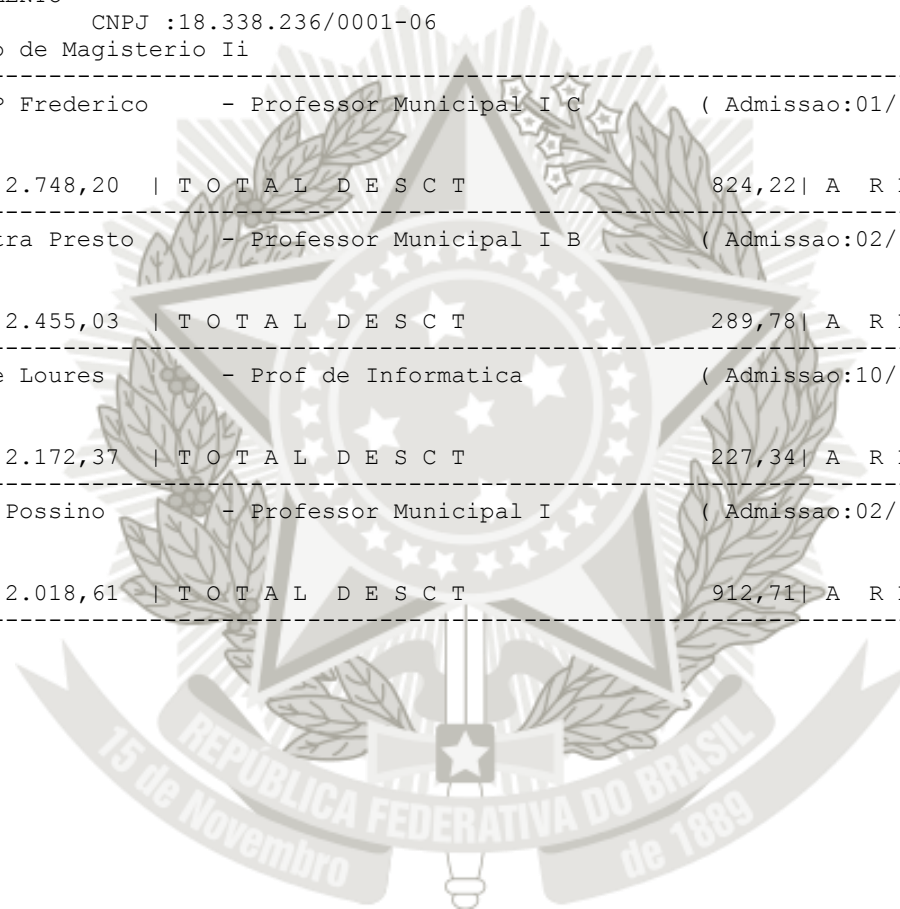 CNPJ :18.338.236/0001-06
de Magisterio Ii
Frederico - Professor Municipal I C ( Admissao:01/
2.748,20 | T O T A L D E S C T 824,22| A R
Presto - Professor Municipal I B ( Admissao:02/
2.455,03 | T O T A L D E S C T 289,78| A R
Loures - Prof de Informatica ( Admissao:10/
2.172,37 | T O T A L D E S C T 227,34| A R
Possino - Professor Municipal I ( Admissao:02/
2.018,61 | T O T A L D E S C T 912,71| A R
REPÚBLICA FEDERATIVA DO BRASIL
15 de Novembro de 1889